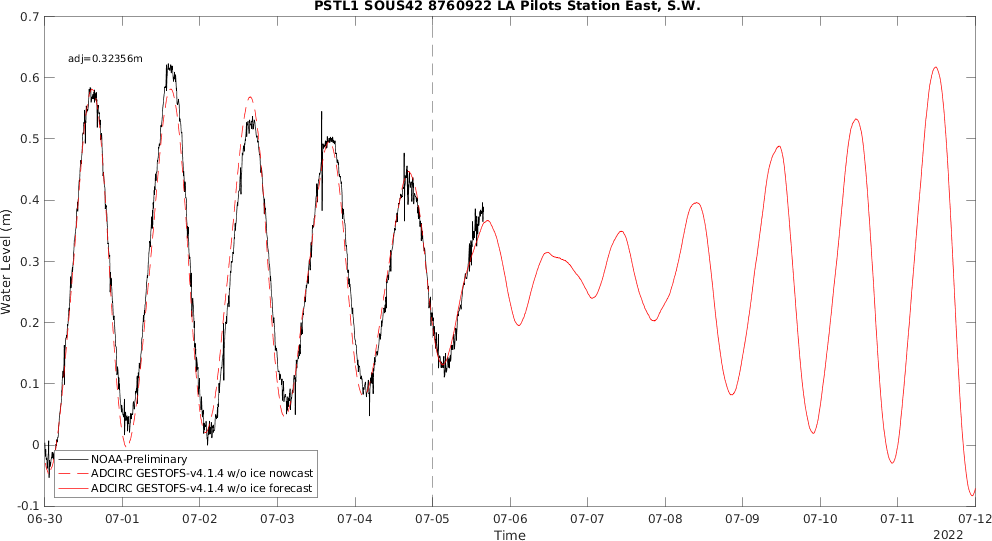 PSTL1 SOUS42 8760922 LA Pilots Station East, S.W.
0.7
adj=0.32356m
0.6
0.5
0.4
0.3
0.2
0.1
0
-0.1
Water Level (m)
NOAA-Preliminary
ADCIRC GESTOFS-v4.1.4 w/o ice nowcast
ADCIRC GESTOFS-v4.1.4 w/o ice forecast
06-30 07-01 07-02 07-03 07-04 07-05 07-06 07-07 07-08 07-09 07-10 07-11 07-12
Time
2022